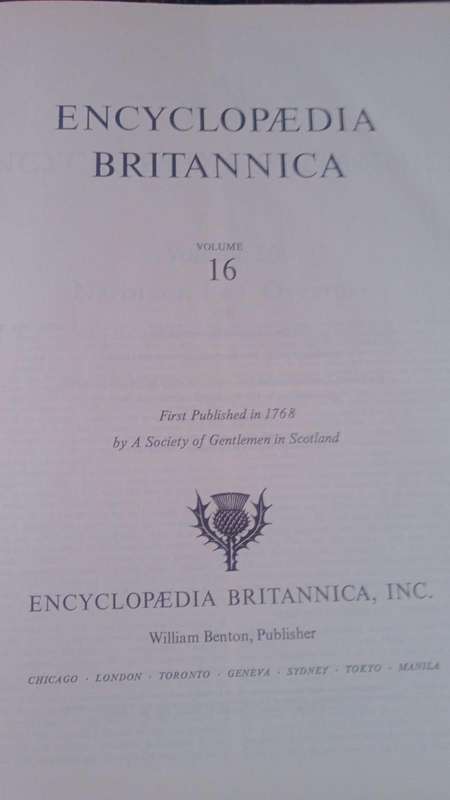 ENCYCLOPÆDIA
BRITANNICA
VOLUME
16
First Published in 1768
by A Society of Gentlemen in Scotland
ENCYCLOPÆDIA BRITANNICA, INC.
William Benton, Publisher
CHICAGO · LONDON · TORONTO · GENEVA · SYDNEY · TOKYO · MANILA